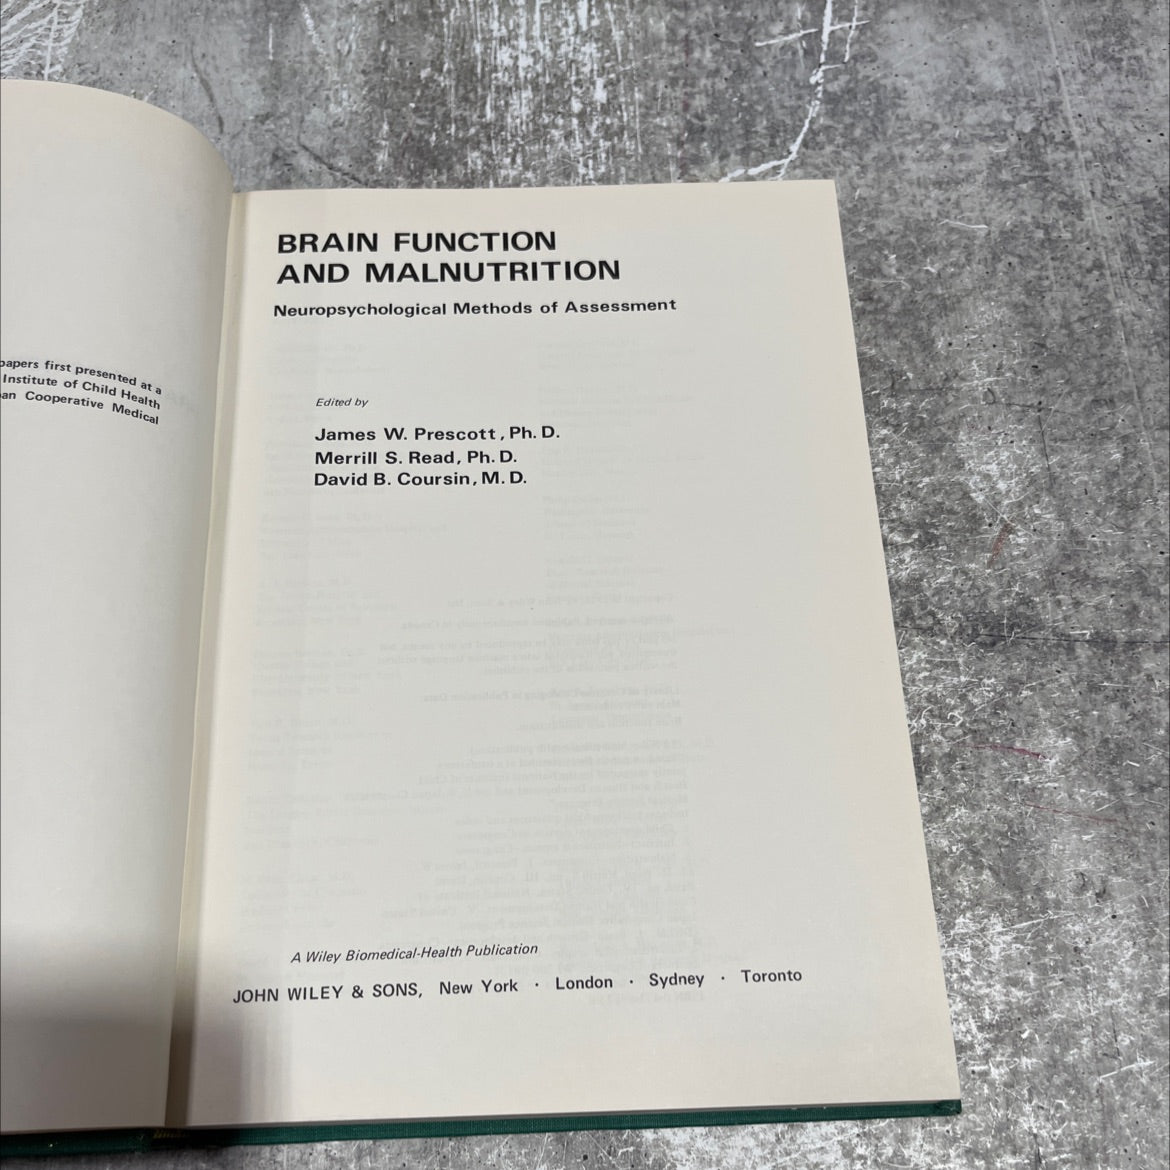 papers first presented at a
Institute of Child Health
an Cooperative Medical
BRAIN FUNCTION
AND MALNUTRITION
Neuropsychological Methods of Assessment
Edited by
James W. Prescott, Ph. D.
Merrill S. Read, Ph. D.
David B. Coursin, M. D.
A Wiley Biomedical-Health Publication
JOHN WILEY & SONS, New York · London · Sydney · Toronto